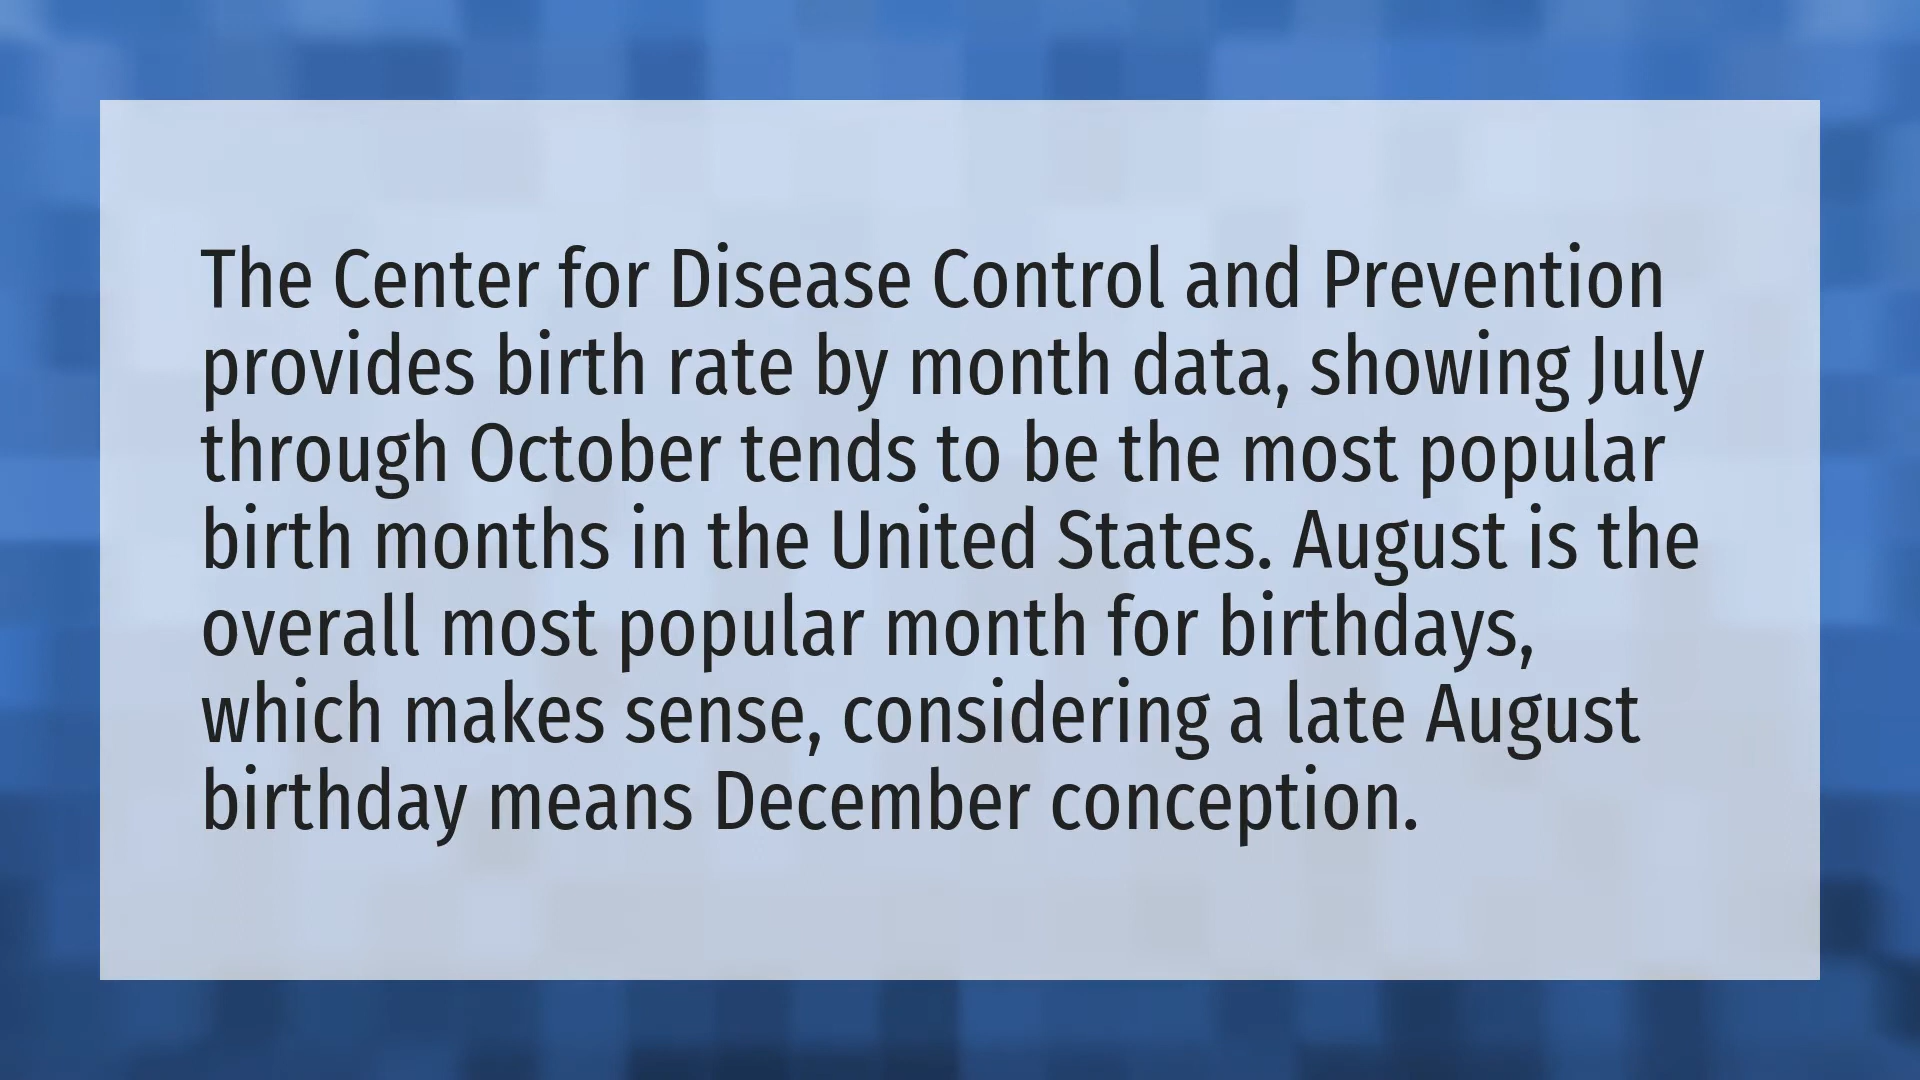 The Center for Disease Control and Prevention
provides birth rate by month data, showing July
through October tends to be the most popular
birth months in the United States. August is the
overall most popular month for birthdays,
which makes sense, considering a late August
birthday means December conception.